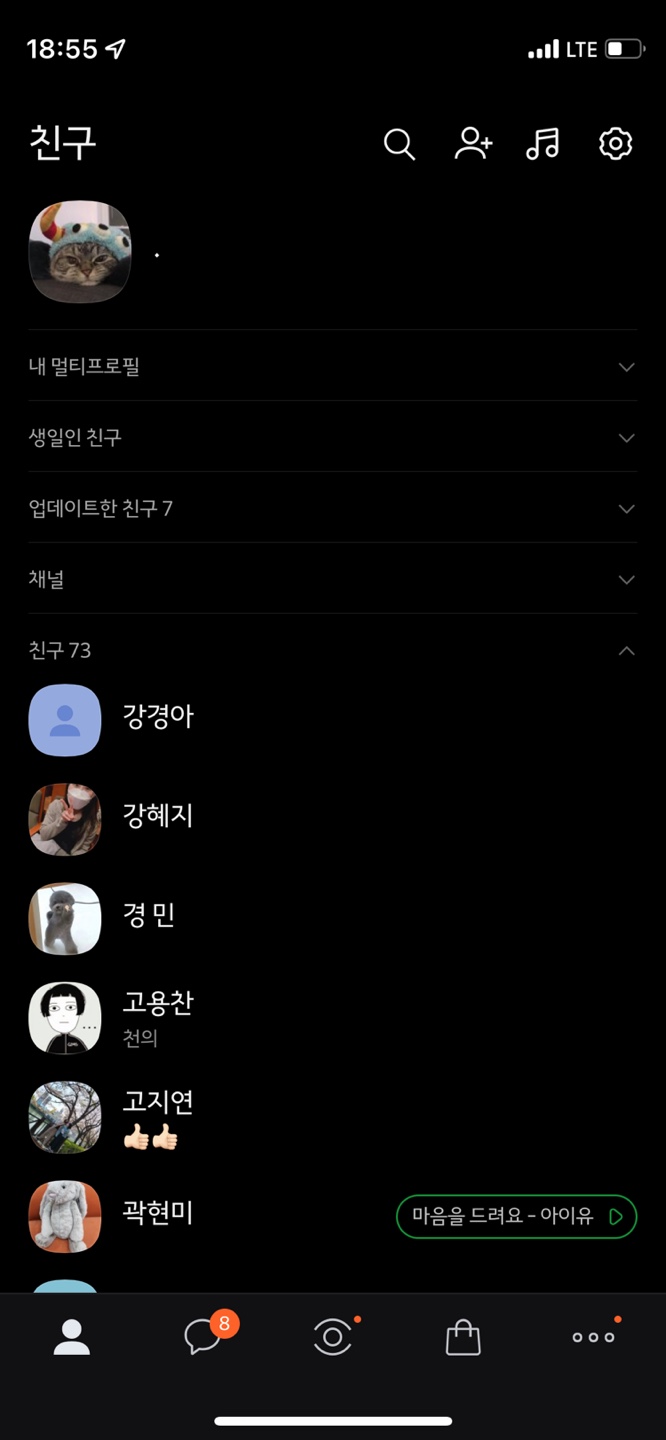 18:55
LTE
친구
.
내 멀티프로필
생일인 친구
업데이트한 친구 7
채널
친구 73
강경아
강혜지
경 민
고용찬
천의
고지연
👍🏻👍🏻
곽현미
마음을 드려요 - 아이유
8